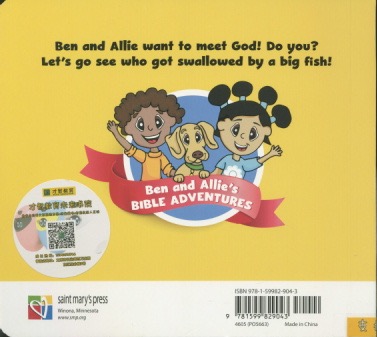 Ben and Allie want to meet God! Do you?
Let's go see who got swallowed by a big fish!
Ben and Allie's
BIBLE ADVENTURES
saint mary's press
Winona, Minnesota
www.smp.org
ISBN 978-1-59982-904-3
9 781599 829043
4605 (PO5663)
Made in China